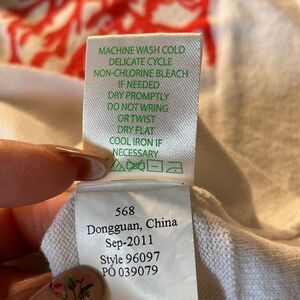 MACHINE WASH COLD
DELICATE CYCLE
NON-CHLORINE BLEACH
IF NEEDED
DRY PROMPTLY
DO NOT WRING
OR TWIST
DRY FLAT
COOL IRON IF
NECESSARY
568
Dongguan, China
Sep-2011
Style 96097
PO 039079